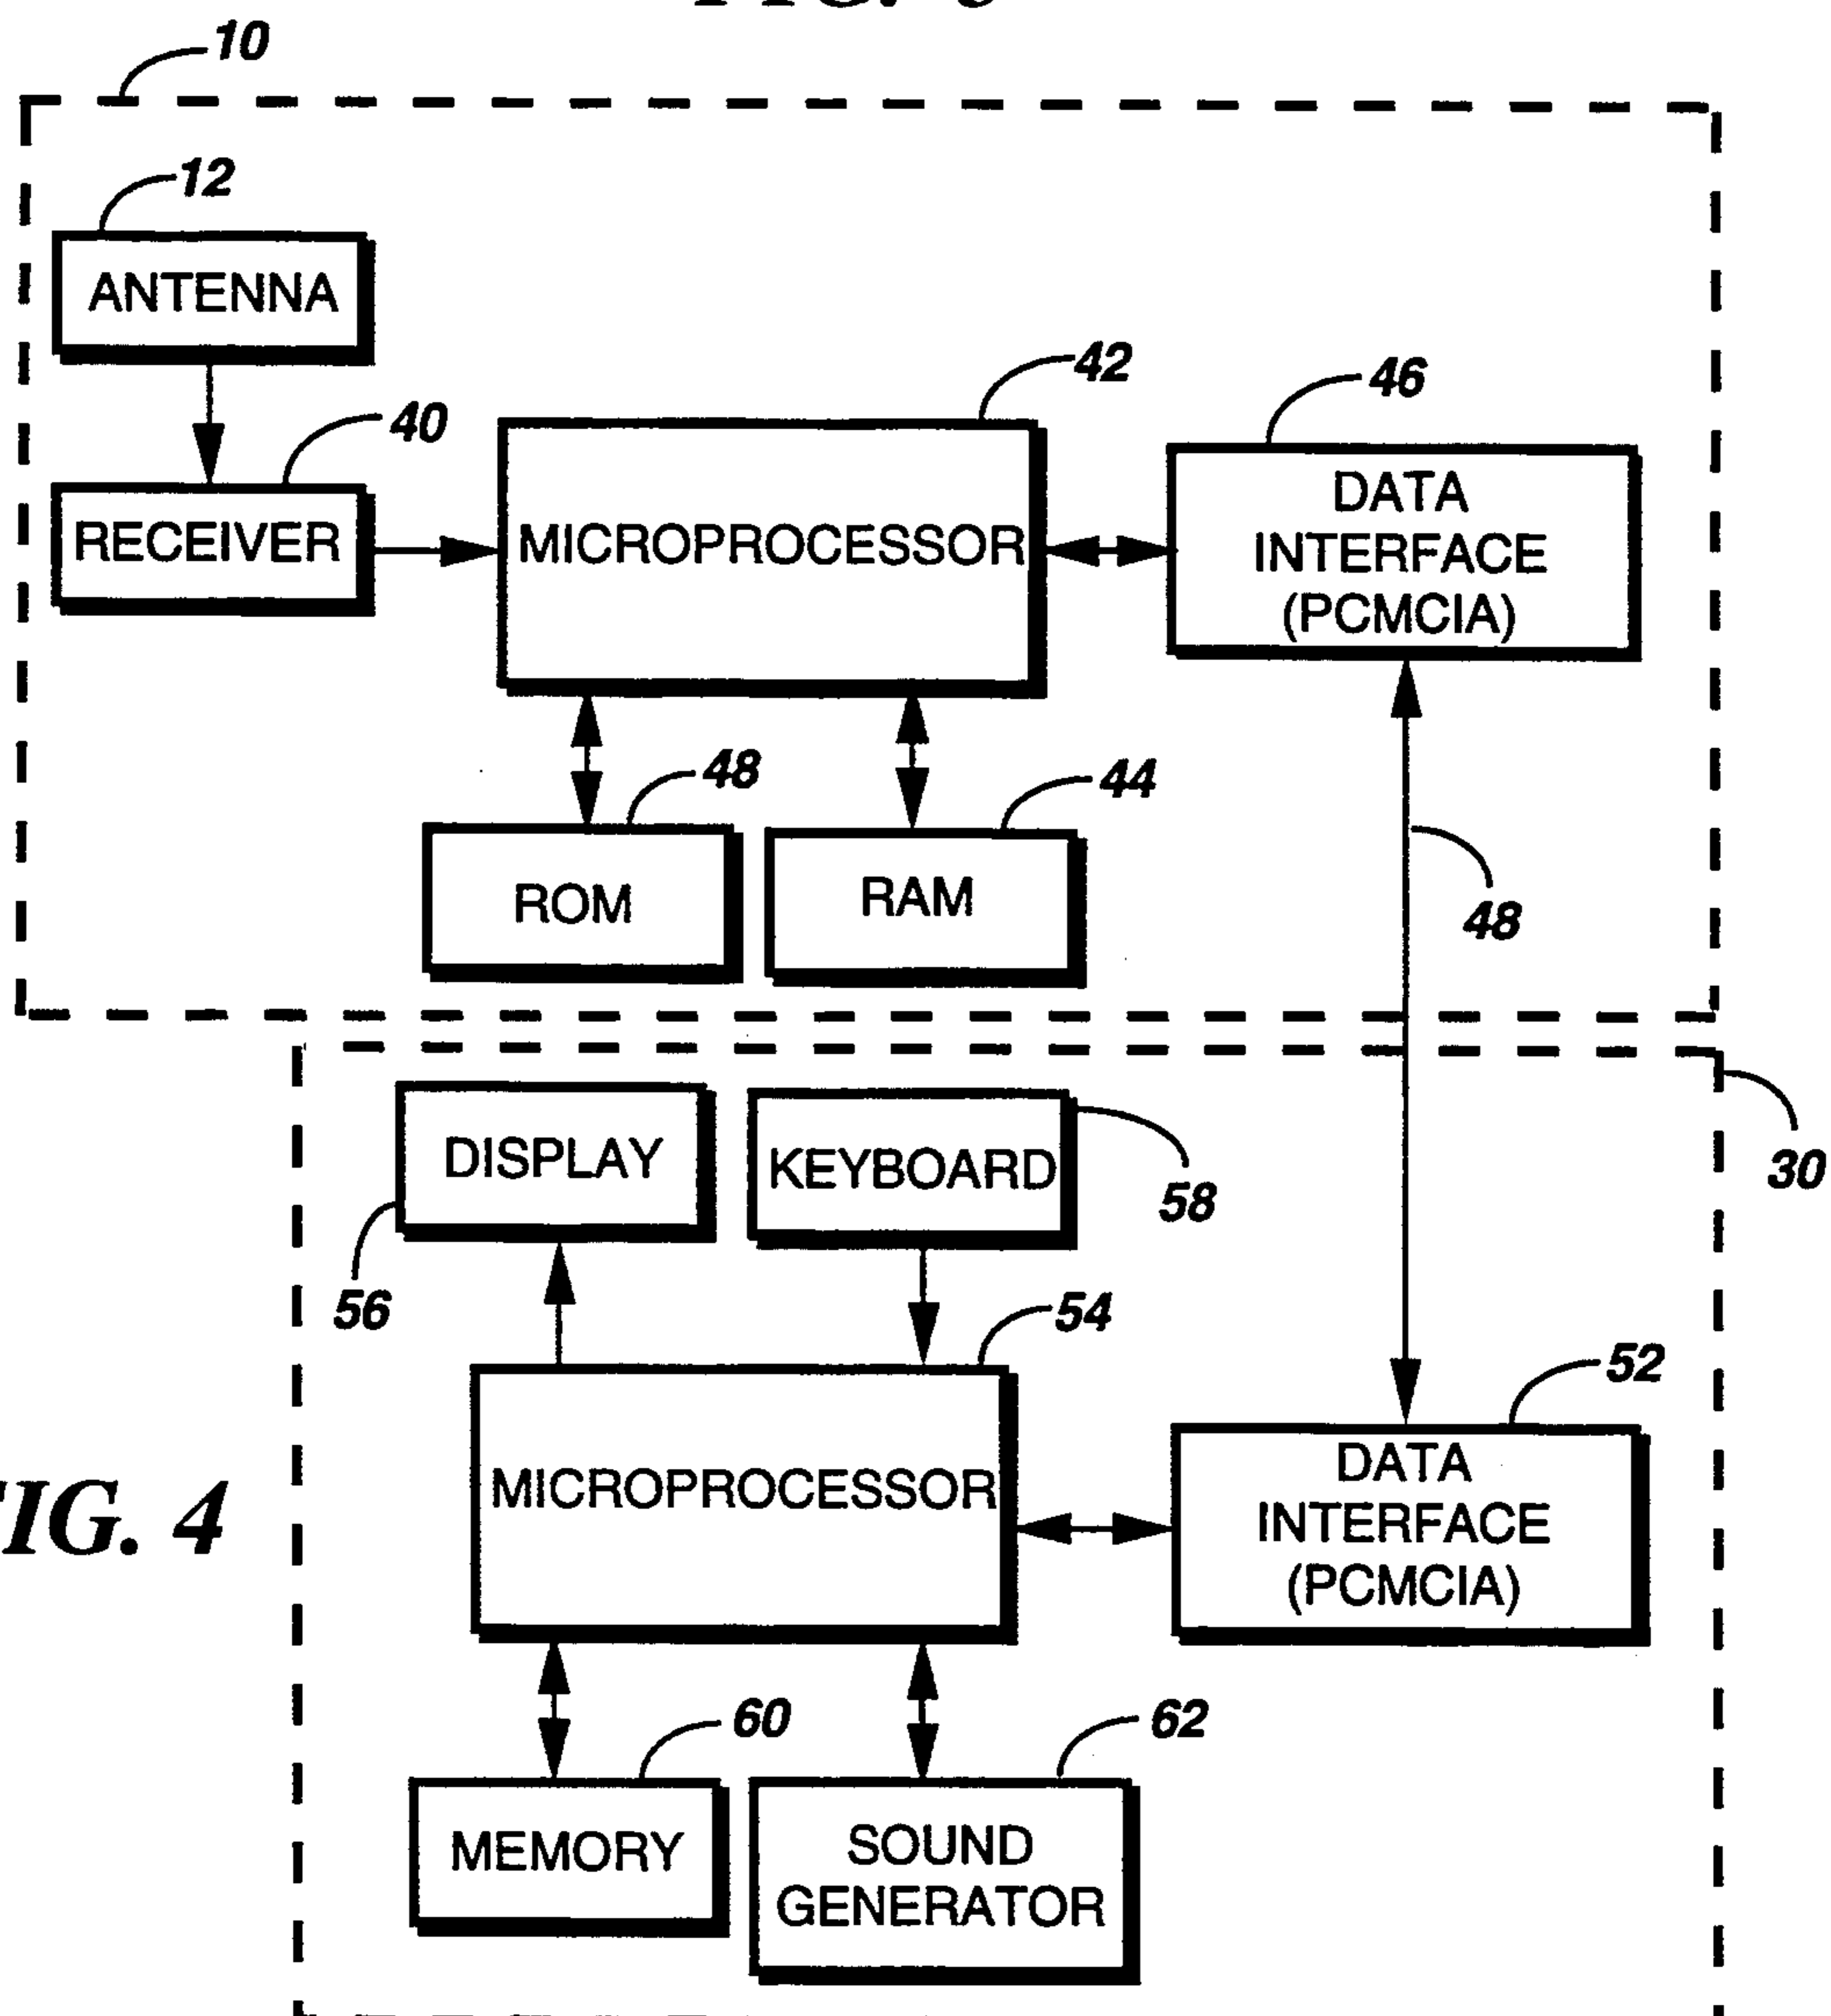 10
12
ANTENNA
42
46
40
RECEIVER
MICROPROCESSOR
DATA
INTERFACE
(PCMCIA)
48
44
ROM
RAM
48
DISPLAY
KEYBOARD
58
30
56
54
52
MICROPROCESSOR
DATA
INTERFACE
(PCMCIA)
FIG. 4
60
62
MEMORY
SOUND
GENERATOR